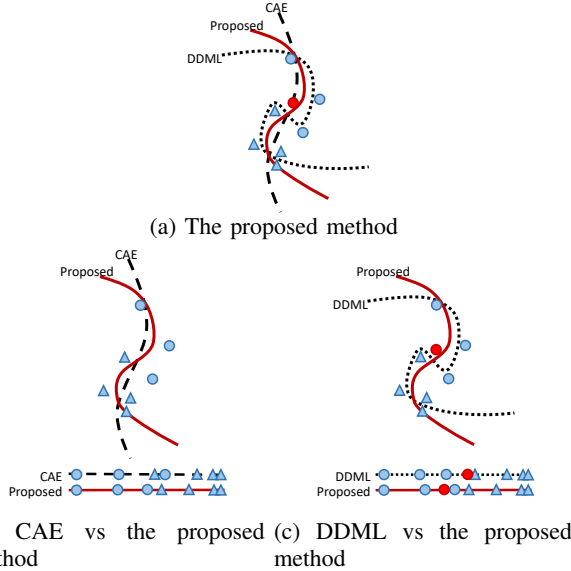 CAE
Proposed
DDML
(a) The proposed method
CAE
Proposed
Proposed
DDML
CAE
Proposed
DDML
Proposed
CAE vs the proposed
thod
(c) DDML vs the proposed
method